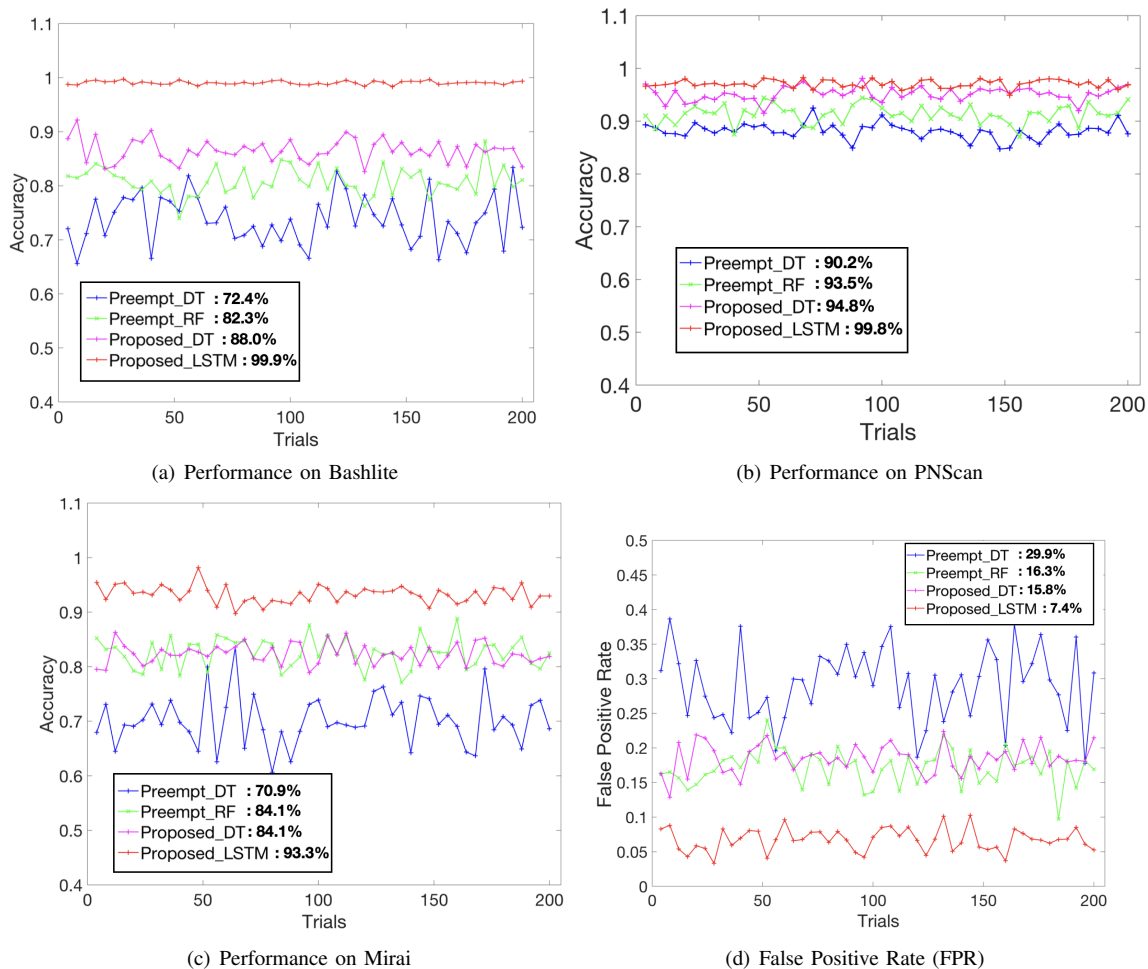 1.1
1
0.9
0.8
0.7
0.6
0.5
0.4
Accuracy
Preempt_DT : 72.4%
Preempt_RF : 82.3%
Proposed_DT : 88.0%
Proposed_LSTM : 99.9%
0 50 100 150 200
Trials
(a) Performance on Bashlite
1.1
1
0.9
0.8
0.7
0.6
0.5
0.4
Accuracy
Preempt_DT : 90.2%
Preempt_RF : 93.5%
Proposed_DT : 94.8%
Proposed_LSTM : 99.8%
0 50 100 150 200
Trials
(b) Performance on PNScan
1.1
1
0.9
0.8
0.7
0.6
0.5
0.4
Accuracy
Preempt_DT : 70.9%
Preempt_RF : 84.1%
Proposed_DT : 84.1%
Proposed_LSTM : 93.3%
0 50 100 150 200
Trials
(c) Performance on Mirai
0.5
0.45
0.4
0.35
0.3
0.25
0.2
0.15
0.1
0.05
0
False Positive Rate
Preempt_DT : 29.9%
Preempt_RF : 16.3%
Proposed_DT : 15.8%
Proposed_LSTM : 7.4%
0 50 100 150 200
Trials
(d) False Positive Rate (FPR)